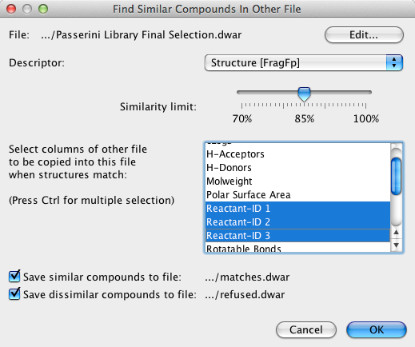 Find Similar Compounds In Other File
File: .../Passerini Library Final Selection.dwar Edit...
Descriptor: Structure [FragFp]
Similarity limit:
70% 85% 100%
Select columns of other file
to be copied into this file
when structures match:
(Press Ctrl for multiple selection)
H-Acceptors
H-Donors
Molweight
Polar Surface Area
Reactant-ID 1
Reactant-ID 2
Reactant-ID 3
Rotatable Bonds
Save similar compounds to file: .../matches.dwar
Save dissimilar compounds to file: .../refused.dwar
Cancel OK